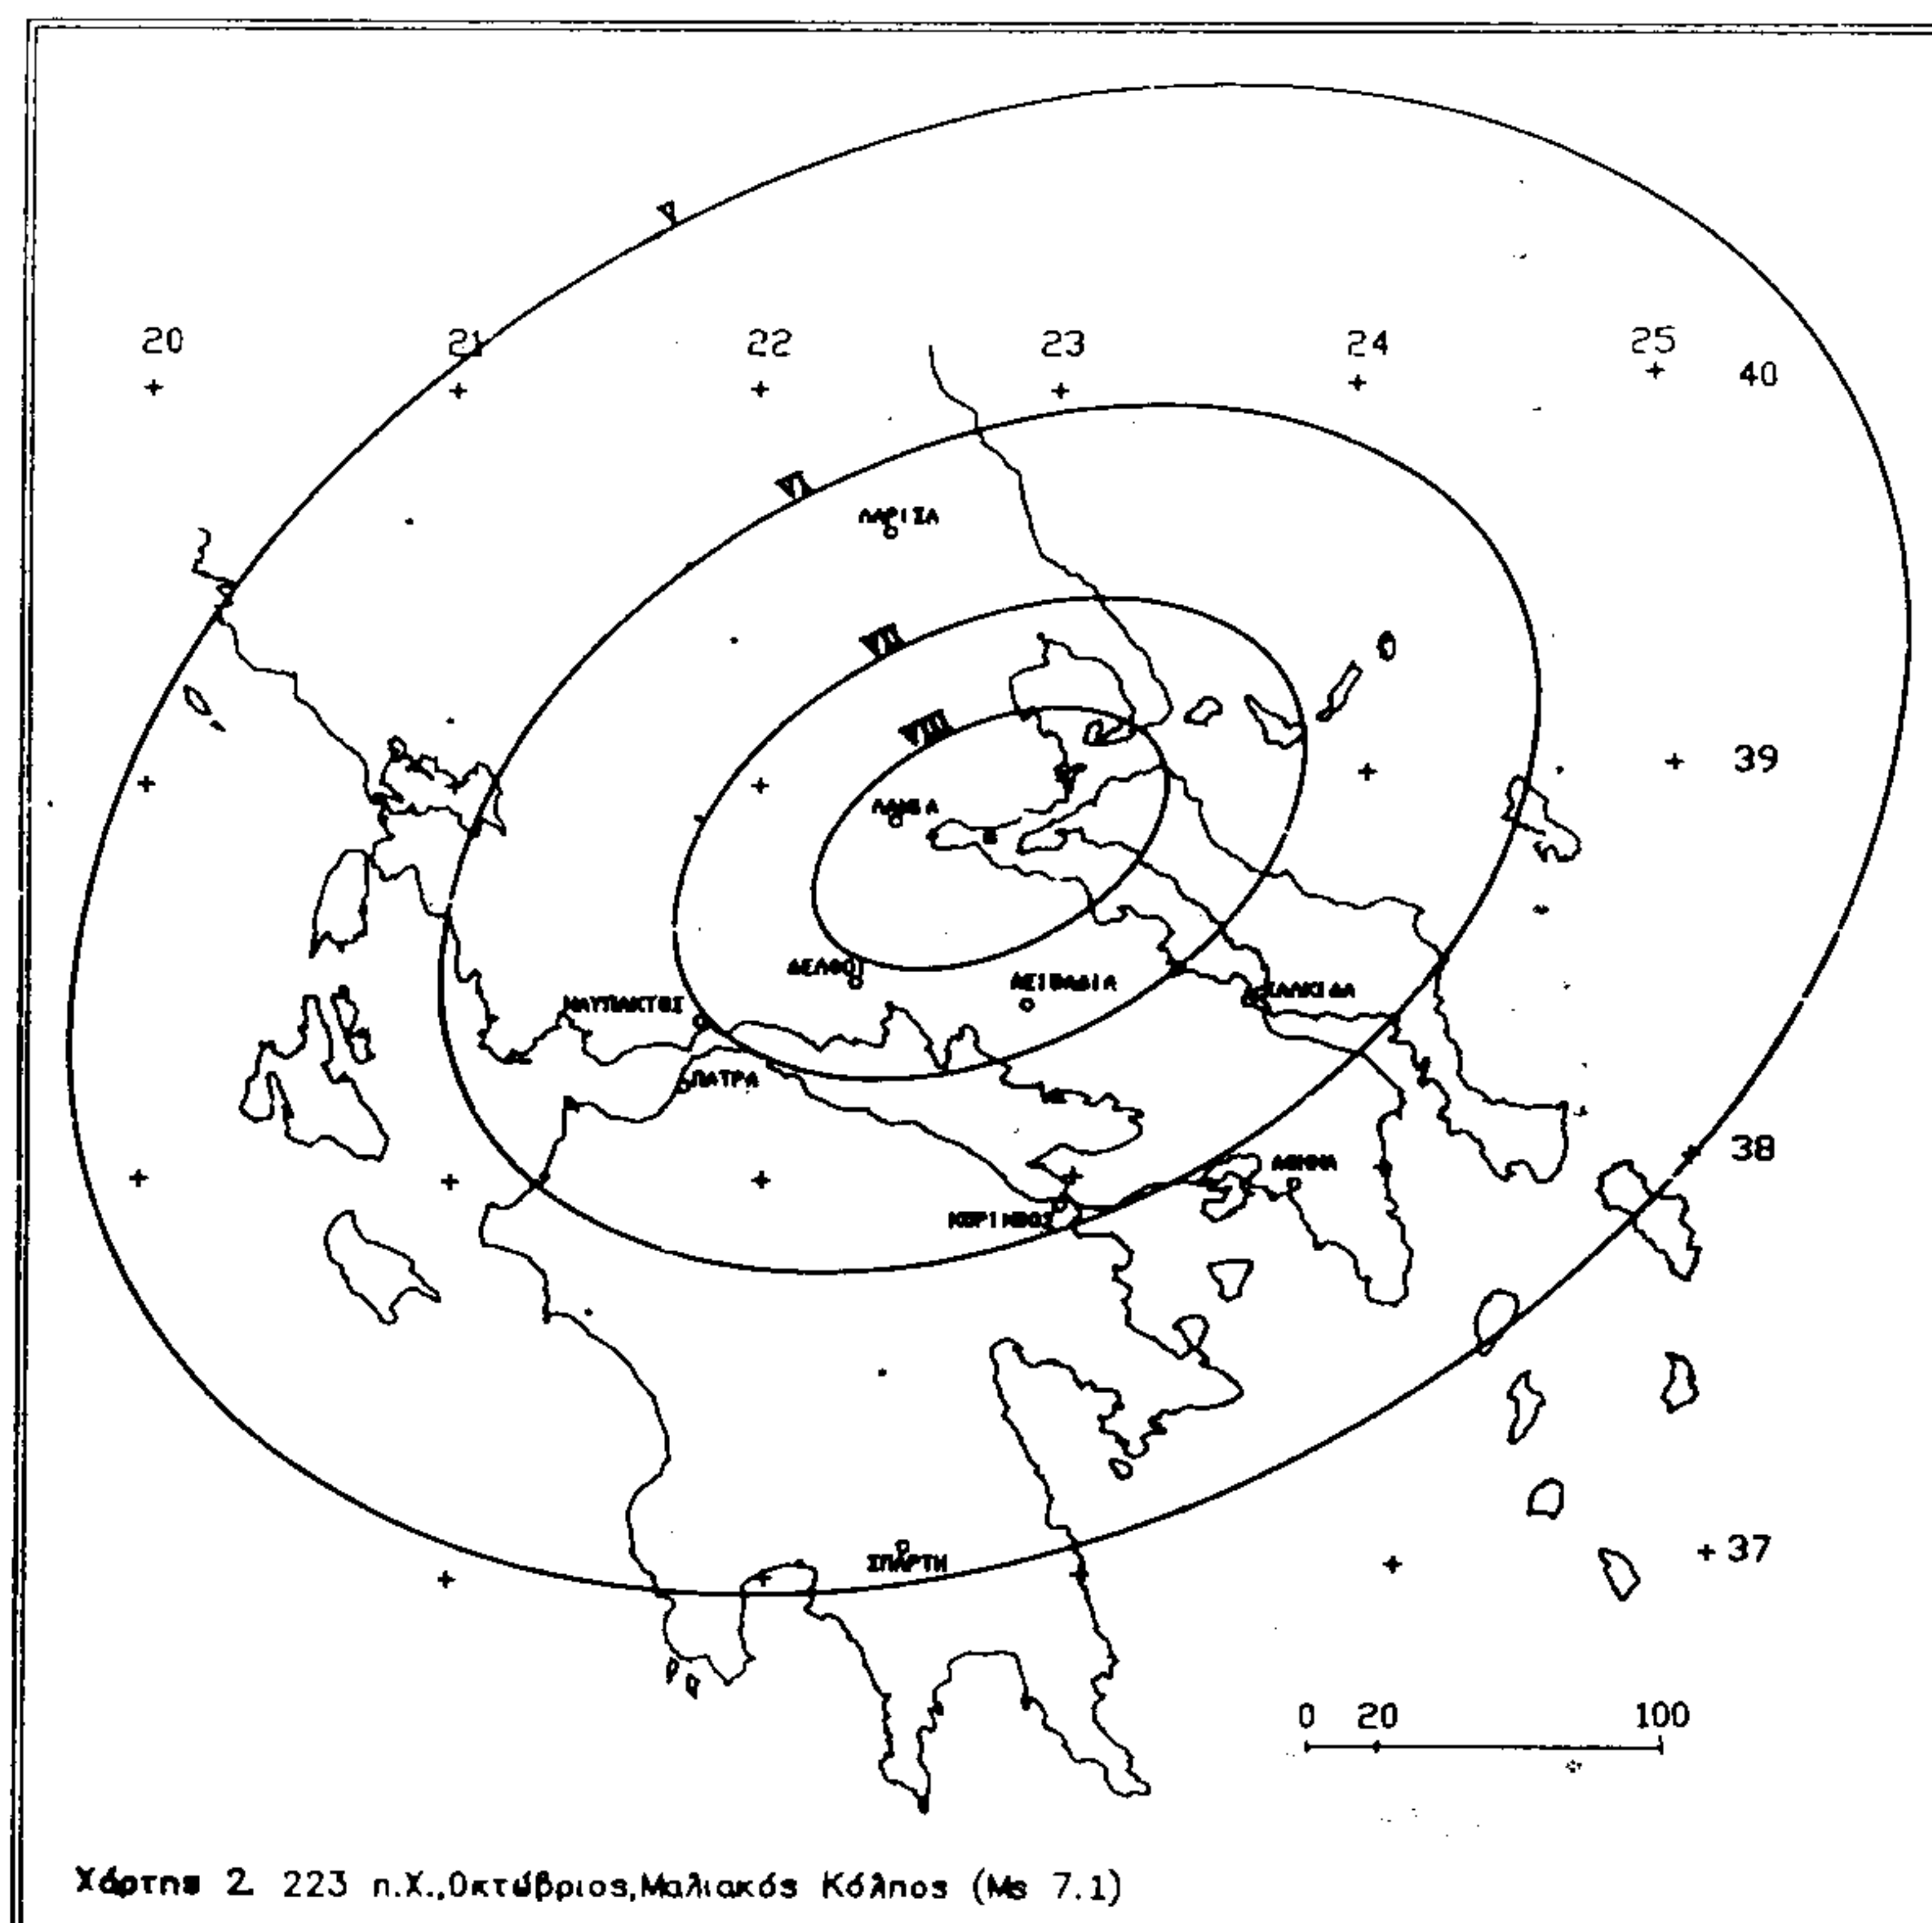 V
20 21 22 23 24 25
40
VI
ΛΑΡΙΣΑ
VII
VIII
39
ΛΑΜΙΑ
ΔΕΛΦΟΙ
ΛΕΙΒΑΔΙΑ
ΝΑΥΠΑΚΤΟΣ
ΧΑΛΚΙΔΑ
ΠΑΤΡΑ
38
ΑΘΗΝΑ
ΚΟΡΙΝΘΟΣ
37
ΣΠΑΡΤΗ
0 20 100
Χάρτης 2. 223 π.Χ.,Οκτώβριος,Μαλιακός Κόλπος (Ms 7.1)